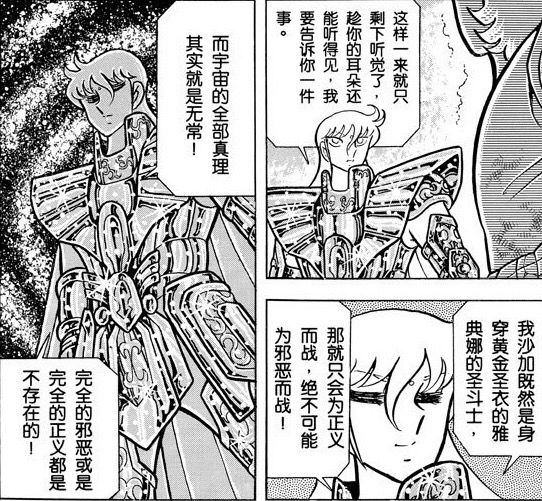 这样一来就只
剩下听觉了，
趁你的耳朵还
能听得见，我
要告诉你一件
事。
我沙加既然是身
穿黄金圣衣的雅
典娜的圣斗士，
那就只会为正义
而战，绝不可能
为邪恶而战！
而宇宙的全部真理
其实就是无常！
完全的邪恶或是
完全的正义都是
不存在的！